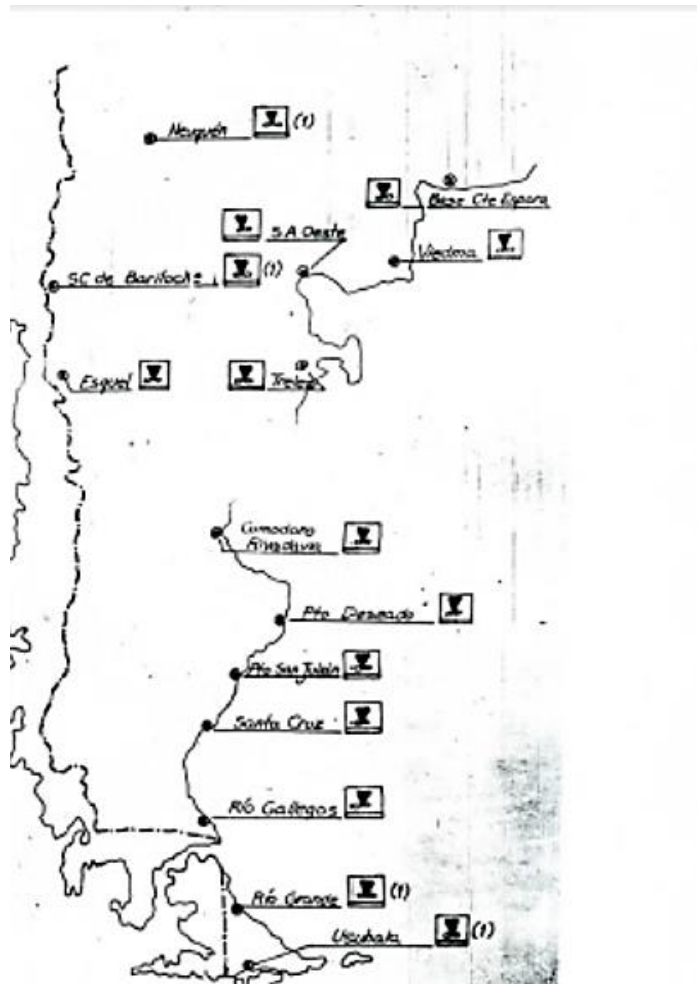 Neuquén (1)
Base Cte Espora
S A Oeste
Viedma
S.C de Bariloche (1)
Esquel
Trelew
Comodoro
Rivadavia
Pto Deseado
Pto San Julián
Santa Cruz
Río Gallegos
Río Grande (1)
Ushuaia (1)